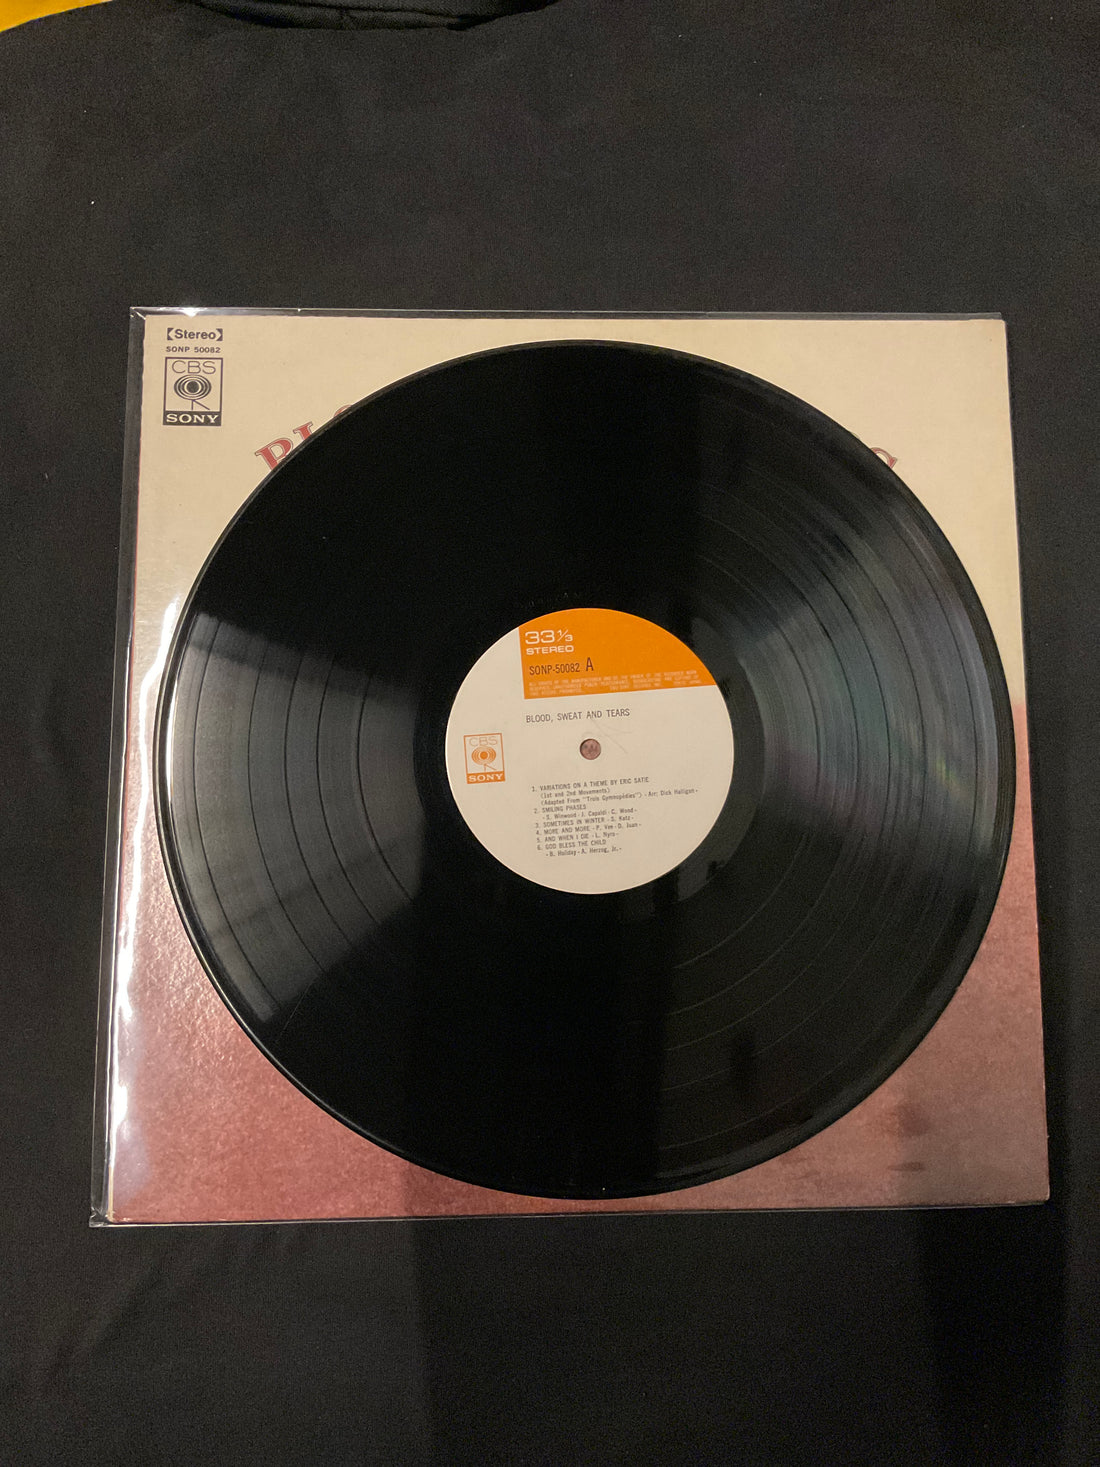 【Stereo】
SONP 50082
CBS
SONY
33⅓
STEREO
SONP-50082 A
BLOOD, SWEAT AND TEARS
CBS
SONY
1. VARIATIONS ON A THEME BY ERIC SATIE
(1st and 2nd Movements)
(Adapted From "Trois Gymnopédies") - Arr: Dick Halligan -
2. SMILING PHASES
- S. Winwood - J. Capaldi - C. Wood -
3. SOMETIMES IN WINTER - S. Katz -
4. MORE AND MORE - P. Vee - D. Juan -
5. AND WHEN I DIE - L. Nyro -
6. GOD BLESS THE CHILD
- B. Holiday - A. Herzog, Jr. -